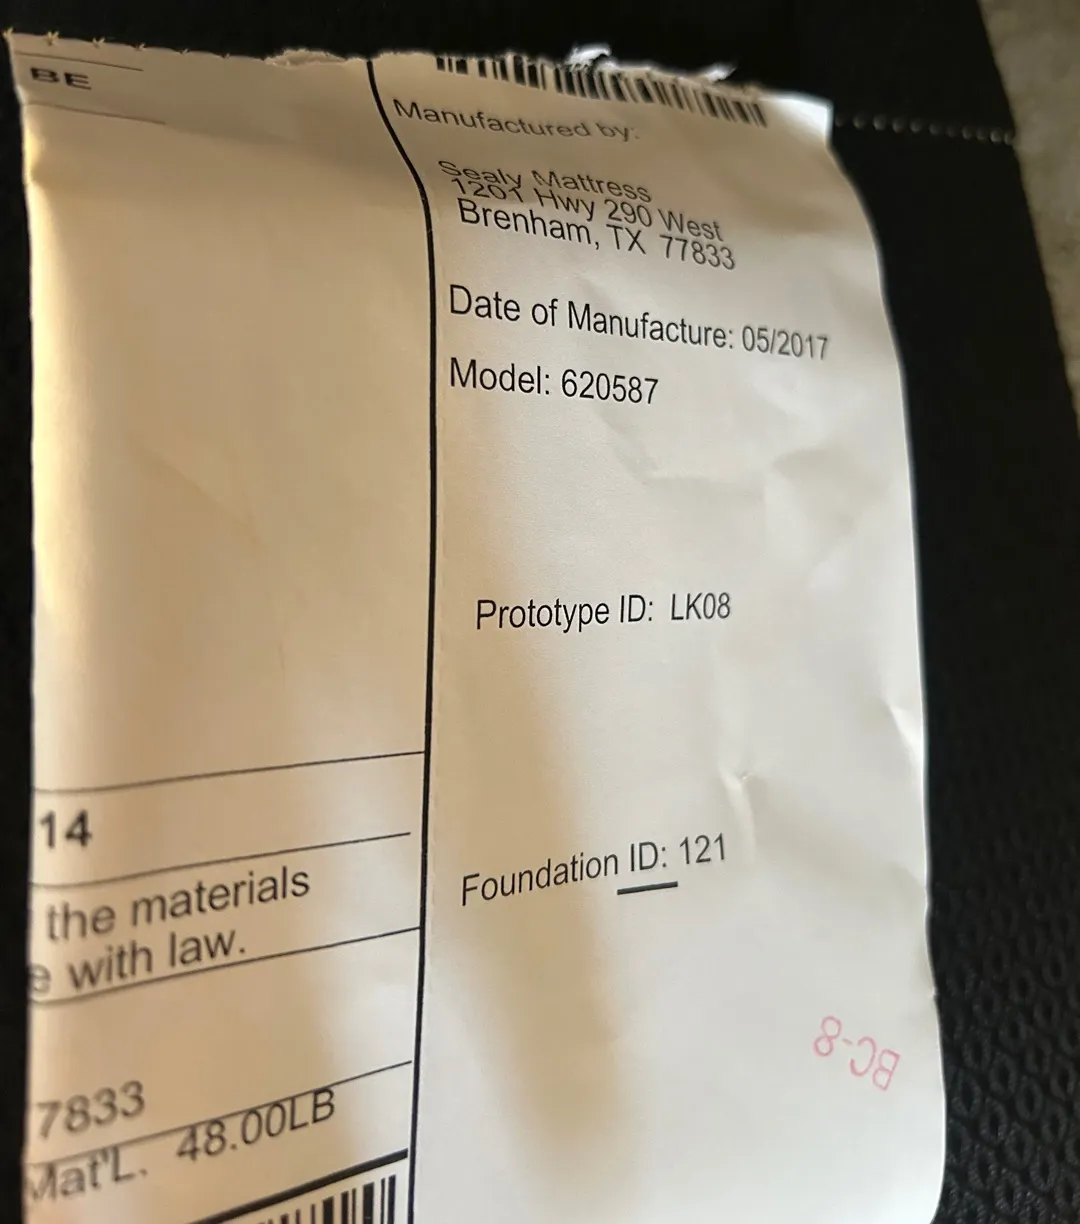 BE
Manufactured by:
Sealy Mattress
1201 Hwy 290 West
Brenham, TX 77833
Date of Manufacture: 05/2017
Model: 620587
Prototype ID: LK08
Foundation ID: 121
14
the materials
e with law.
7833
Mat'L. 48.00LB
BC-8